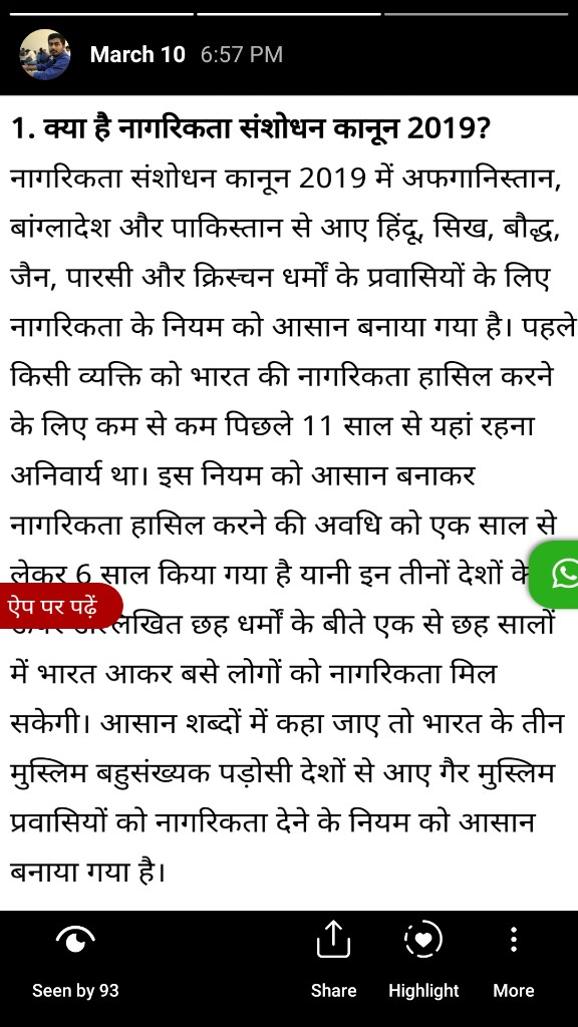 March 10 6:57 PM
1. क्या है नागरिकता संशोधन कानून 2019?
नागरिकता संशोधन कानून 2019 में अफगानिस्तान,
बांग्लादेश और पाकिस्तान से आए हिंदू, सिख, बौद्ध,
जैन, पारसी और क्रिस्चन धर्मों के प्रवासियों के लिए
नागरिकता के नियम को आसान बनाया गया है। पहले
किसी व्यक्ति को भारत की नागरिकता हासिल करने
के लिए कम से कम पिछले 11 साल से यहां रहना
अनिवार्य था। इस नियम को आसान बनाकर
नागरिकता हासिल करने की अवधि को एक साल से
लेकर 6 साल किया गया है यानी इन तीनों देशों के
ऐप पर पढ़ें
छह धर्मों के बीते एक से छह सालों
में भारत आकर बसे लोगों को नागरिकता मिल
सकेगी। आसान शब्दों में कहा जाए तो भारत के तीन
मुस्लिम बहुसंख्यक पड़ोसी देशों से आए गैर मुस्लिम
प्रवासियों को नागरिकता देने के नियम को आसान
बनाया गया है।
Seen by 93 Share Highlight More